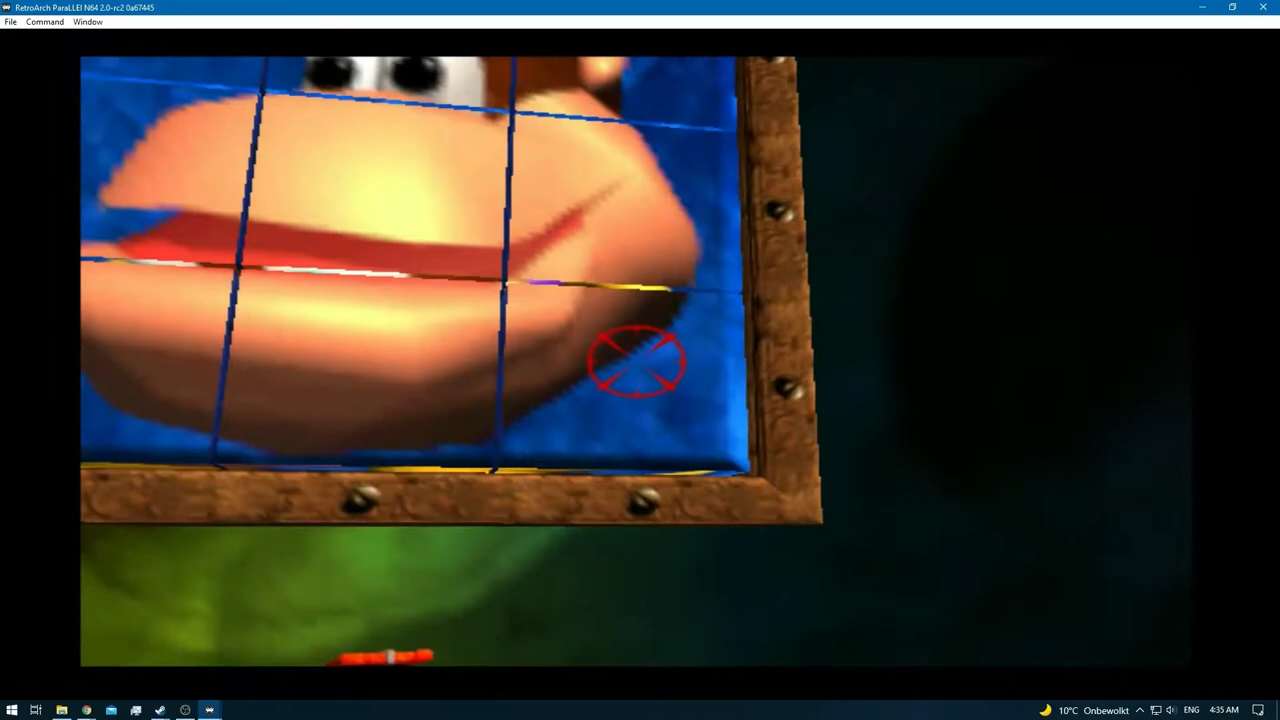 RetroArch ParaLLEl N64 2.0-rc2 0a67445
File Command Window
10°C Onbewolkt ENG 4:35 AM